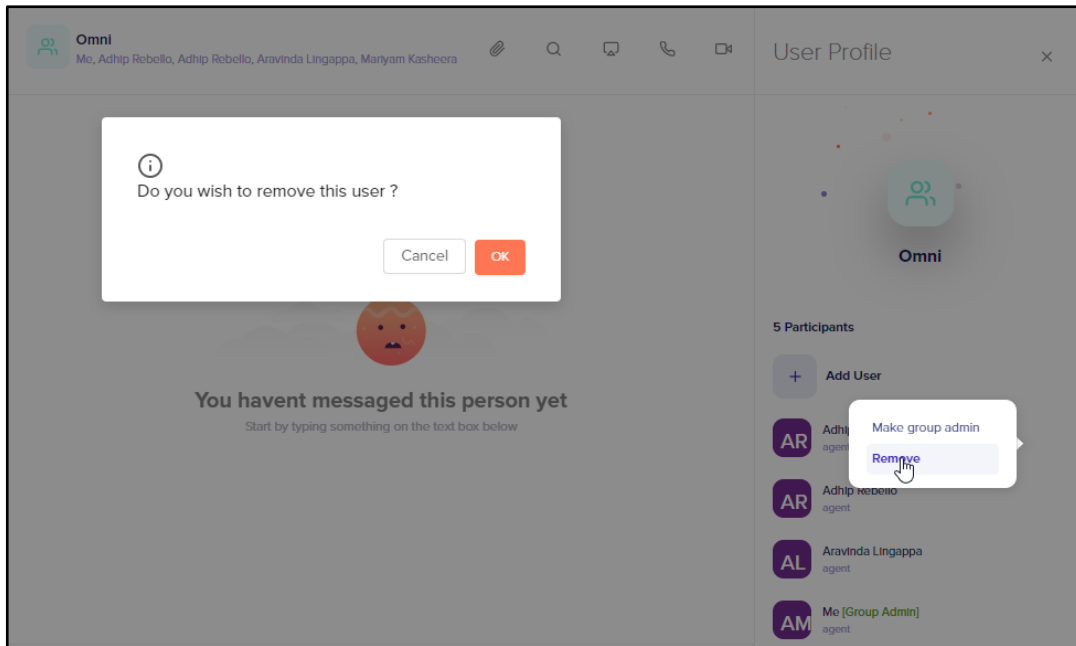 Omni
Me, Adhip Rebello, Adhip Rebello, Aravinda Lingappa, Mariyam Kasheera
User Profile
Do you wish to remove this user ?
Cancel
OK
Omni
You havent messaged this person yet
Start by typing something on the text box below
5 Participants
+ Add User
AR
Make group admin
Remove
AR
Adhip Rebello
agent
AL
Aravinda Lingappa
agent
AM
Me [Group Admin]
agent